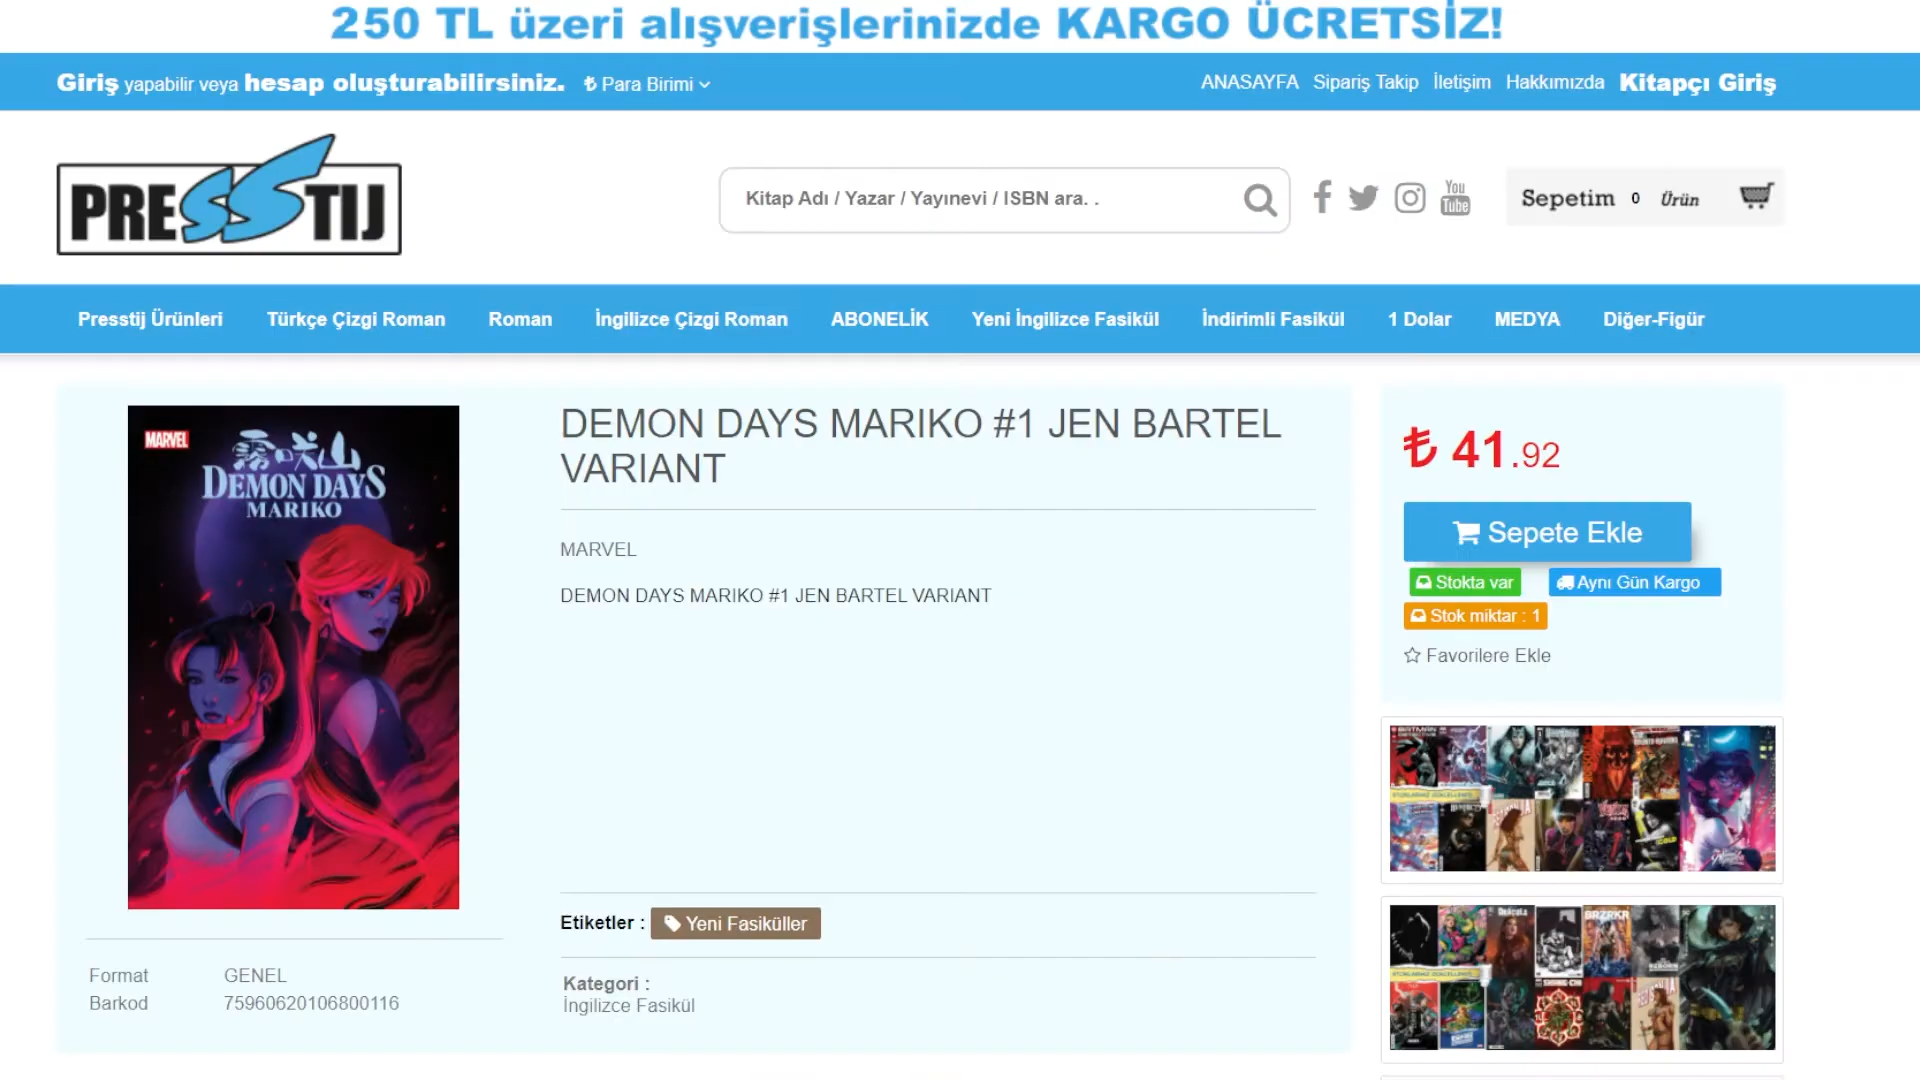 250 TL üzeri alışverişlerinizde KARGO ÜCRETSİZ!
Giriş yapabilir veya hesap oluşturabilirsiniz. ₺ Para Birimi
ANASAYFA Sipariş Takip İletişim Hakkımızda Kitapçı Giriş
PRESSTIJ
Kitap Adı / Yazar / Yayınevi / ISBN ara. .
You
Tube
Sepetim 0 Ürün
Presstij Ürünleri Türkçe Çizgi Roman Roman İngilizce Çizgi Roman ABONELİK Yeni İngilizce Fasikül İndirimli Fasikül 1 Dolar MEDYA Diğer-Figür
MARVEL
DEMON DAYS
MARIKO
DEMON DAYS MARIKO #1 JEN BARTEL
VARIANT
MARVEL
DEMON DAYS MARIKO #1 JEN BARTEL VARIANT
Etiketler : Yeni Fasiküller
Kategori :
İngilizce Fasikül
Format GENEL
Barkod 75960620106800116
₺ 41.92
Sepete Ekle
Stokta var Aynı Gün Kargo
Stok miktar : 1
Favorilere Ekle
BRZRKR